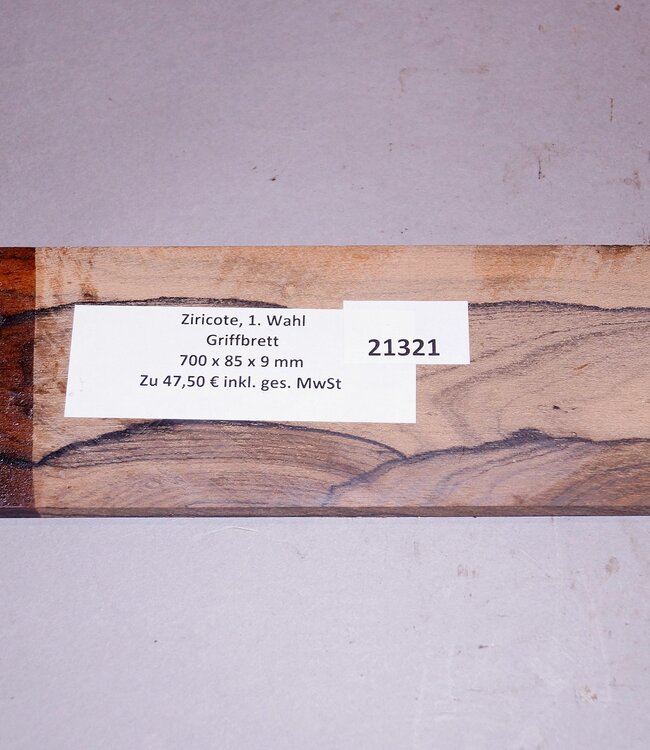 Ziricote, 1. Wahl
Griffbrett
700 x 85 x 9 mm
Zu 47,50 € inkl. ges. MwSt
21321